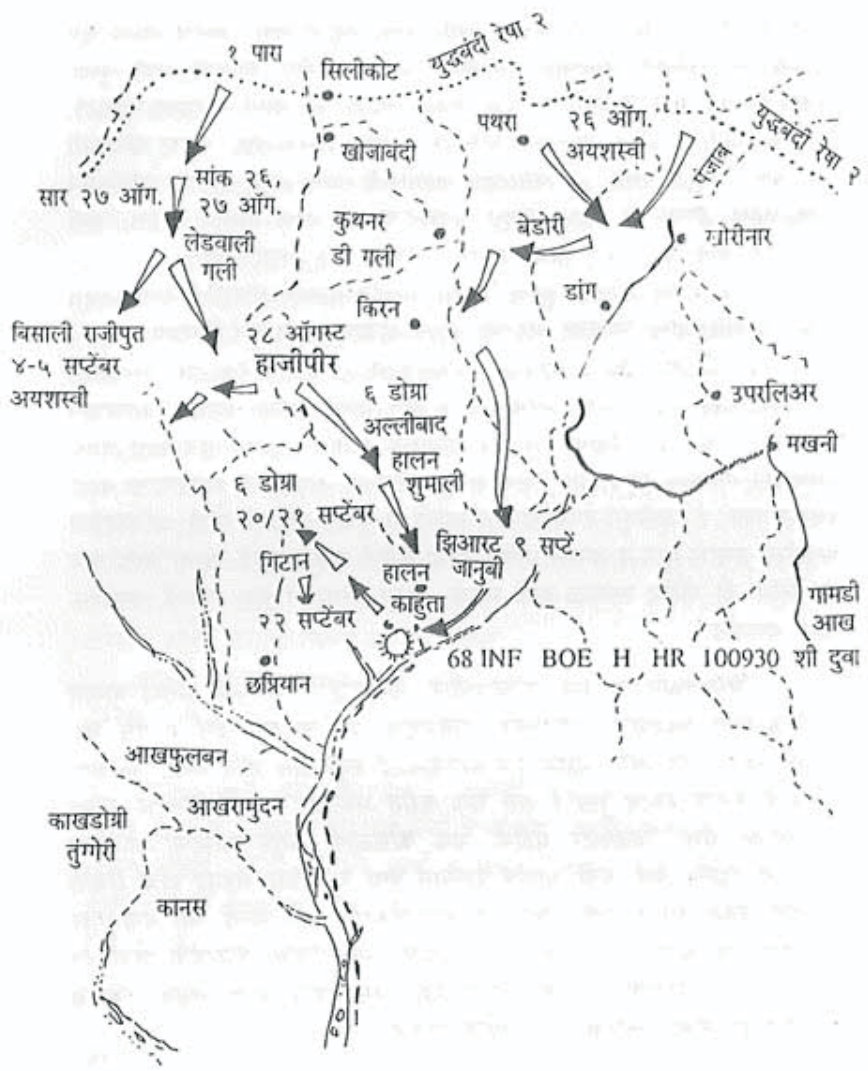 १ पारा
सिलीकोट
युद्धबंदी रेषा २
पथरा
२६ ऑग.
अयशस्वी
युद्धबंदी रेषा २
पंजाब
खोजाबंदी
सार २७ ऑग.
सांक २६,
२७ ऑग.
लेडवाली
गली
कुथनर
डी गली
बेडोरी
गोरीनार
किरन
डांग
बिसाली राजीपुत
४-५ सप्टेंबर
अयशस्वी
२८ ऑगस्ट
हाजीपीर
६ डोग्रा
अल्लीबाद
हालन
शुमाली
उपरलिअर
मखनी
६ डोग्रा
२०/२१ सप्टेंबर
गिटान
२२ सप्टेंबर
झिआरट ९ सप्टें
जानुबी
हालन
काहुता
गामडी
आख
68 INF BOE H HR 100930 शी दुवा
छप्रियान
आखफुलबन
आखरामुंदन
काखडोग्री
तुंग्गेरी
कानस